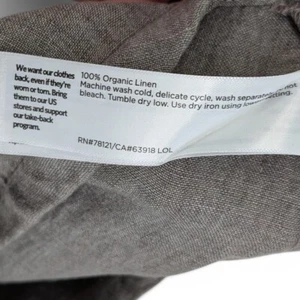 We want our clothes
back, even if they're
worn or torn. Bring
them to our US
stores and support
our take-back
program.
100% Organic Linen
Machine wash cold, delicate cycle, wash separately
bleach. Tumble dry low. Use dry iron using
RN#78121/CA#63918 LOL